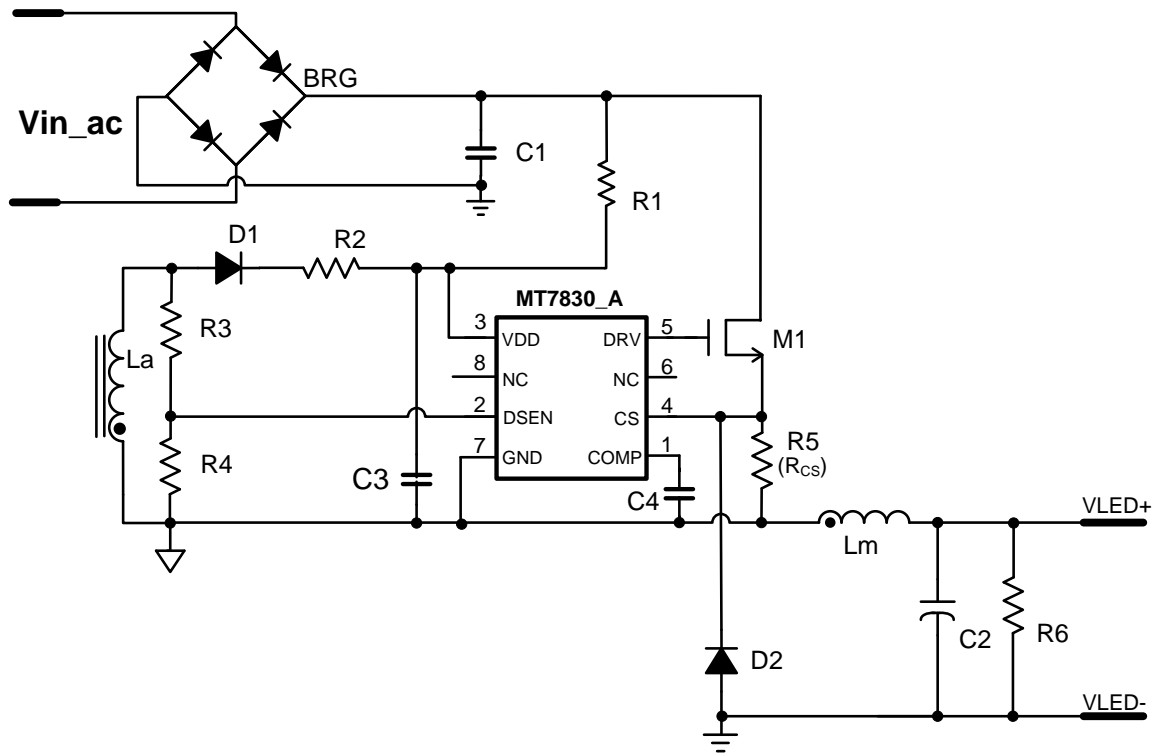 BRG
Vin_ac
C1
R1
D1
R2
MT7830_A
R3
La
R4
C3
3
VDD
8
NC
2
DSEN
7
GND
DRV
5
NC
6
CS
4
COMP
1
M1
C4
R5
(RCS)
Lm
VLED+
C2
R6
D2
VLED-